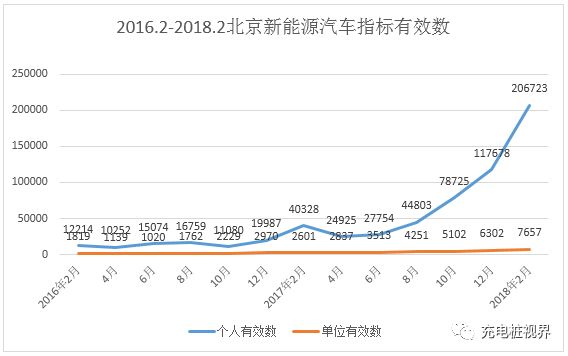 2016.2-2018.2北京新能源汽车指标有效数
250000
206723
200000
150000
117678
100000
78725
50000
12214 10252 15074 16759 11080 19987 40328 24925 27754 44803
1819 1139 1020 1762 2229 2970 2601 2837 3513 4251 5102 6302 7657
0
2016年2月 4月 6月 8月 10月 12月 2017年2月 4月 6月 8月 10月 12月 2018年2月
个人有效数 单位有效数
充电桩视界